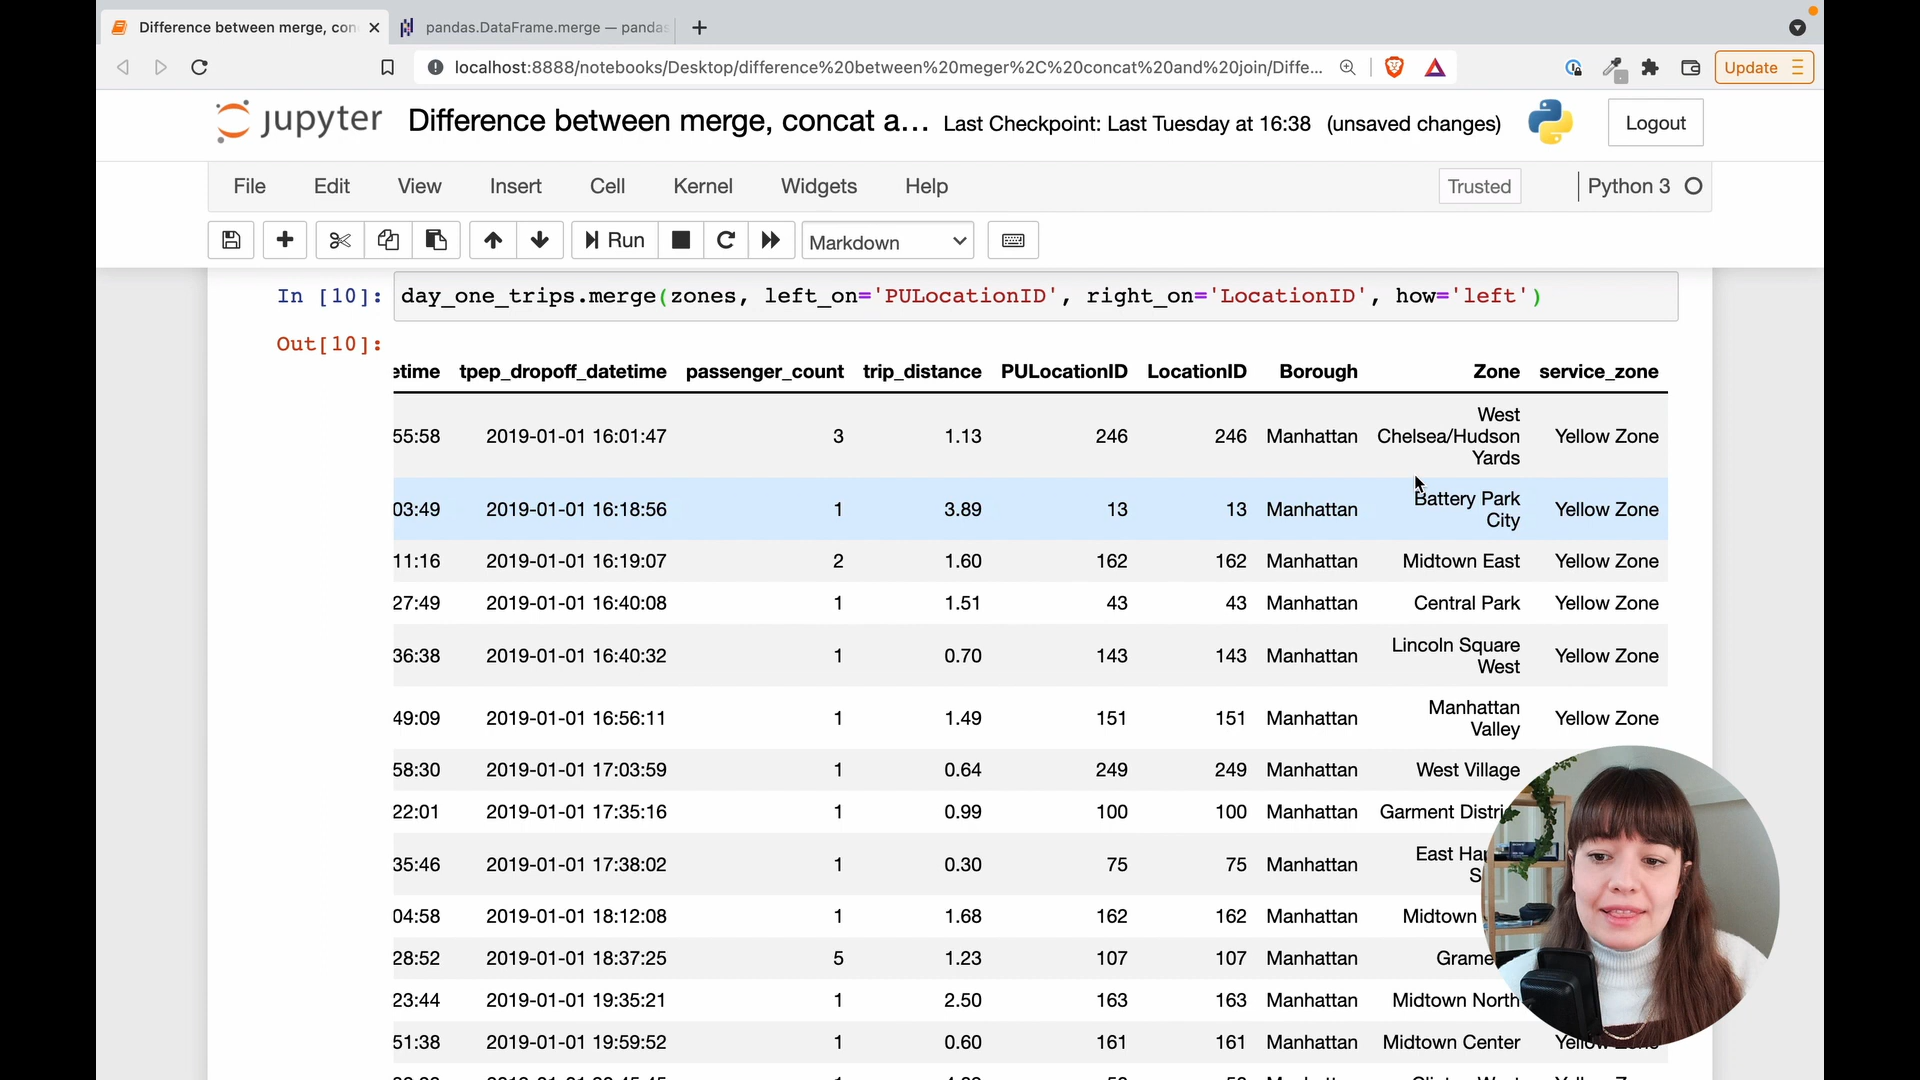 Difference between merge, con
pandas.DataFrame.merge — panda
localhost:8888/notebooks/Desktop/difference%20between%20meger%2C%20concat%20and%20join/Diffe...
Update
jupyter Difference between merge, concat a... Last Checkpoint: Last Tuesday at 16:38 (unsaved changes)
Logout
File Edit View Insert Cell Kernel Widgets Help
Trusted Python 3
Run Markdown
In [10]: day_one_trips.merge(zones, left_on='PULocationID', right_on='LocationID', how='left')
Out[10]:
etime tpep_dropoff_datetime passenger_count trip_distance PULocationID LocationID Borough Zone service_zone
55:58 2019-01-01 16:01:47 3 1.13 246 246 Manhattan West Chelsea/Hudson Yards Yellow Zone
03:49 2019-01-01 16:18:56 1 3.89 13 13 Manhattan Battery Park City Yellow Zone
11:16 2019-01-01 16:19:07 2 1.60 162 162 Manhattan Midtown East Yellow Zone
27:49 2019-01-01 16:40:08 1 1.51 43 43 Manhattan Central Park Yellow Zone
36:38 2019-01-01 16:40:32 1 0.70 143 143 Manhattan Lincoln Square West Yellow Zone
49:09 2019-01-01 16:56:11 1 1.49 151 151 Manhattan Manhattan Valley Yellow Zone
58:30 2019-01-01 17:03:59 1 0.64 249 249 Manhattan West Village
22:01 2019-01-01 17:35:16 1 0.99 100 100 Manhattan Garment Distri
35:46 2019-01-01 17:38:02 1 0.30 75 75 Manhattan East Ha S
04:58 2019-01-01 18:12:08 1 1.68 162 162 Manhattan Midtown
28:52 2019-01-01 18:37:25 5 1.23 107 107 Manhattan Grame
23:44 2019-01-01 19:35:21 1 2.50 163 163 Manhattan Midtown North
51:38 2019-01-01 19:59:52 1 0.60 161 161 Manhattan Midtown Center